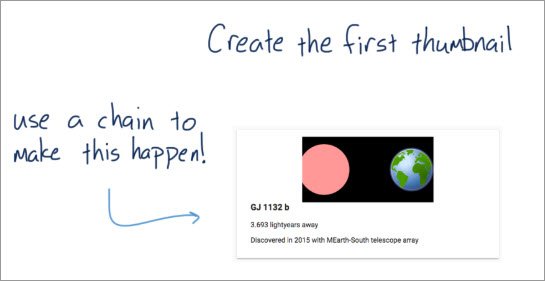 Create the first thumbnail
use a chain to
make this happen!
GJ 1132 b
3.693 lightyears away
Discovered in 2015 with MEarth-South telescope array